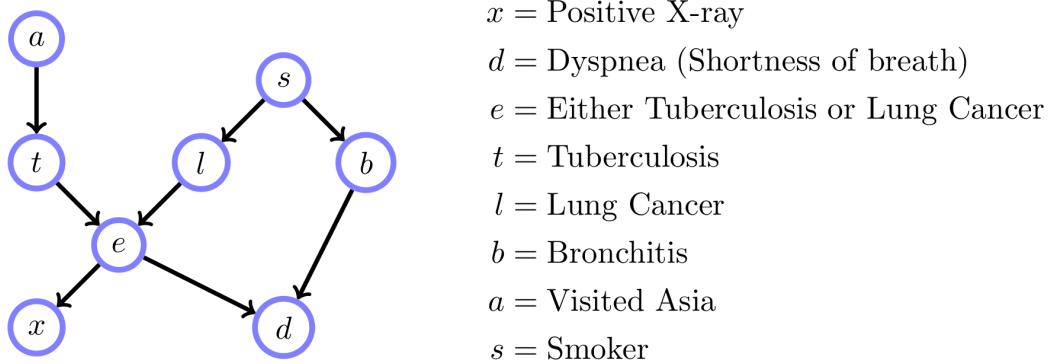 a
s
t
l
b
e
x
d
x = Positive X-ray
d = Dyspnea (Shortness of breath)
e = Either Tuberculosis or Lung Cancer
t = Tuberculosis
l = Lung Cancer
b = Bronchitis
a = Visited Asia
s = Smoker